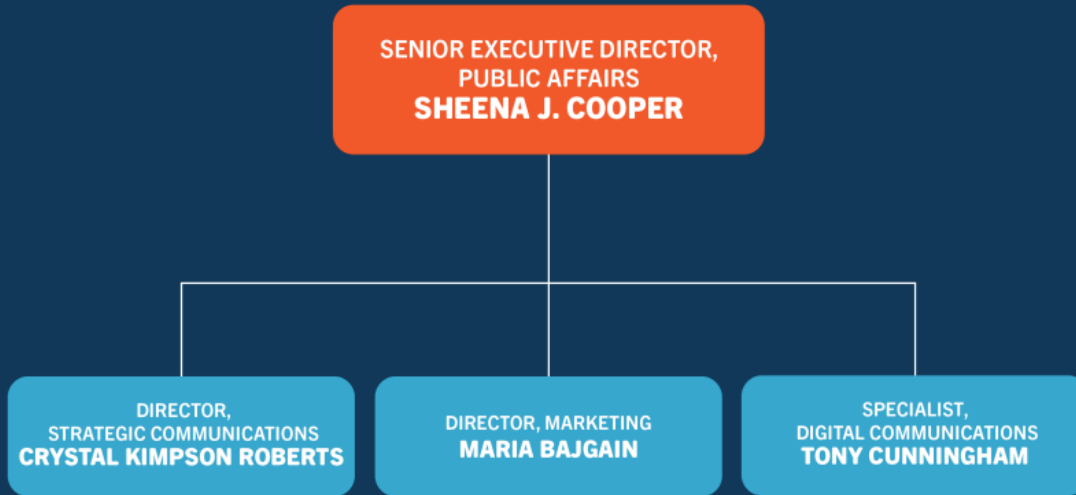 SENIOR EXECUTIVE DIRECTOR,
PUBLIC AFFAIRS
SHEENA J. COOPER
DIRECTOR,
STRATEGIC COMMUNICATIONS
CRYSTAL KIMPSON ROBERTS
DIRECTOR, MARKETING
MARIA BAJGAIN
SPECIALIST,
DIGITAL COMMUNICATIONS
TONY CUNNINGHAM